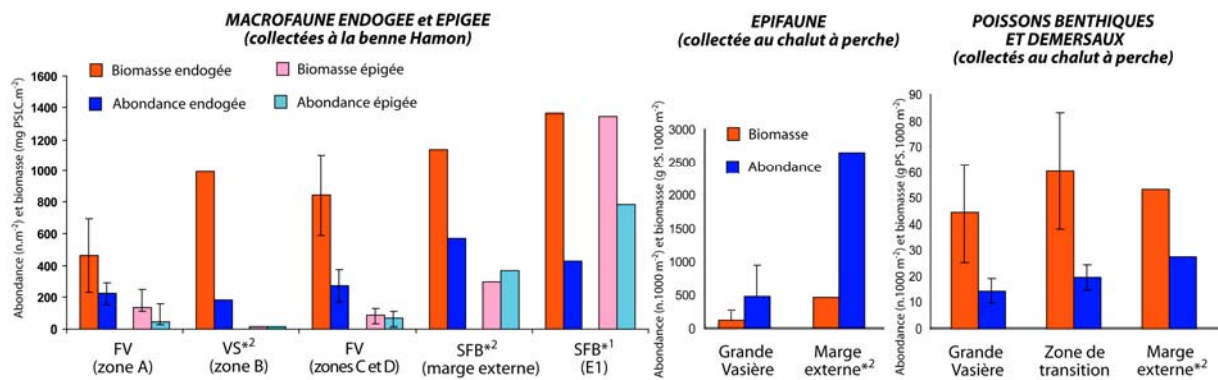 MACROFAUNE ENDOGEE et EPIGEE
(collectées à la benne Hamon)
Abondance (n.m⁻²) et biomasse (mg PSLC.m⁻²)
1600
1400
1200
1000
800
600
400
200
0
Biomasse endogée
Biomasse épigée
Abondance endogée
Abondance épigée
FV
(zone A)
VS*²
(zone B)
FV
(zones C et D)
SFB*²
(marge externe)
SFB*¹
(E1)
EPIFAUNE
(collectée au chalut à perche)
Abondance (n.1000 m⁻²) et biomasse (g PS. 1000 m⁻²)
3000
2500
2000
1500
1000
500
0
Biomasse
Abondance
Grande
Vasière
Marge
externe*²
POISSONS BENTHIQUES
ET DEMERSAUX
(collectés au chalut à perche)
Abondance (n.1000 m⁻²) et biomasse (g PS. 1000 m⁻²)
90
80
70
60
50
40
30
20
10
0
Grande
Vasière
Zone de
transition
Marge
externe*²